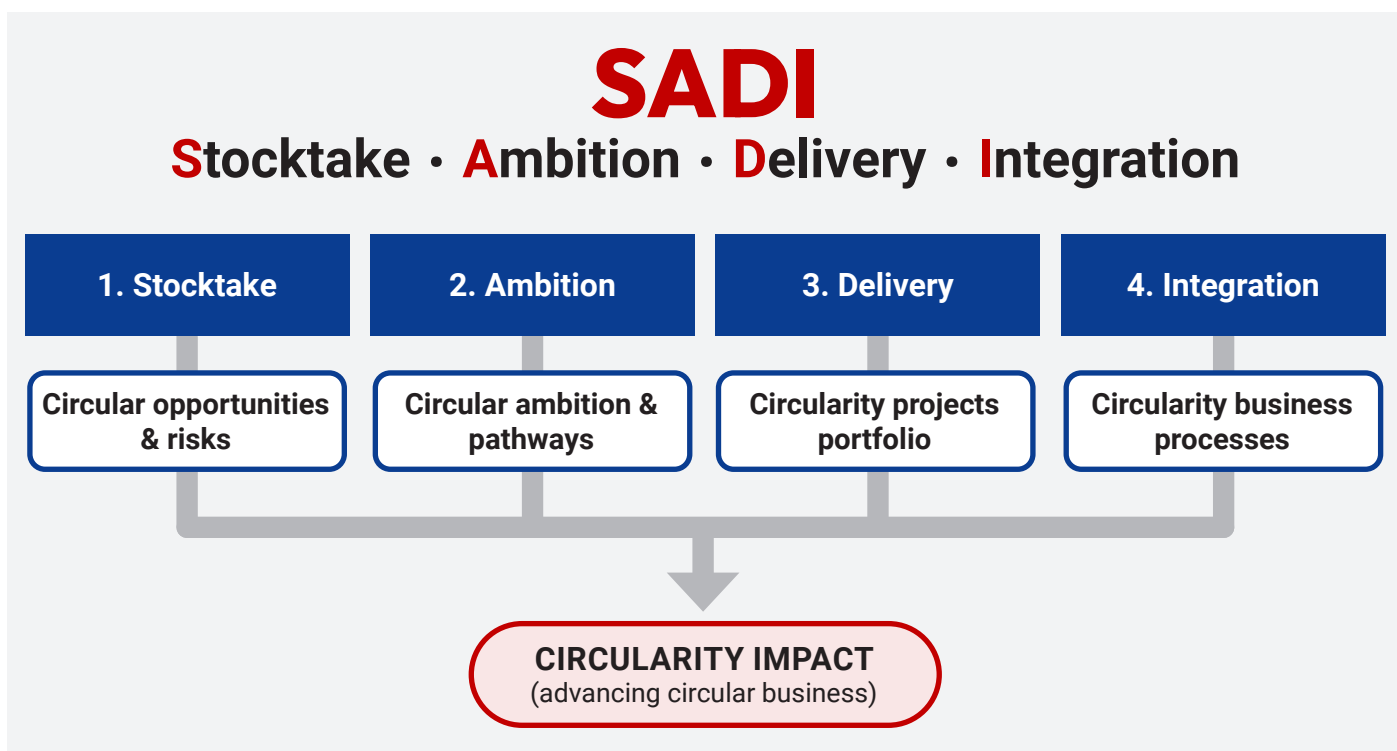 SADI
Stocktake · Ambition · Delivery · Integration
1. Stocktake
2. Ambition
3. Delivery
4. Integration
Circular opportunities
& risks
Circular ambition &
pathways
Circularity projects
portfolio
Circularity business
processes
CIRCULARITY IMPACT
(advancing circular business)